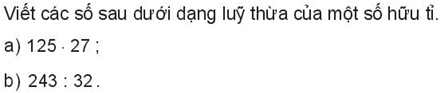 Viết các số sau dưới dạng luỹ thừa của một số hữu tỉ.
a) 125 · 27 ;
b) 243 : 32 .